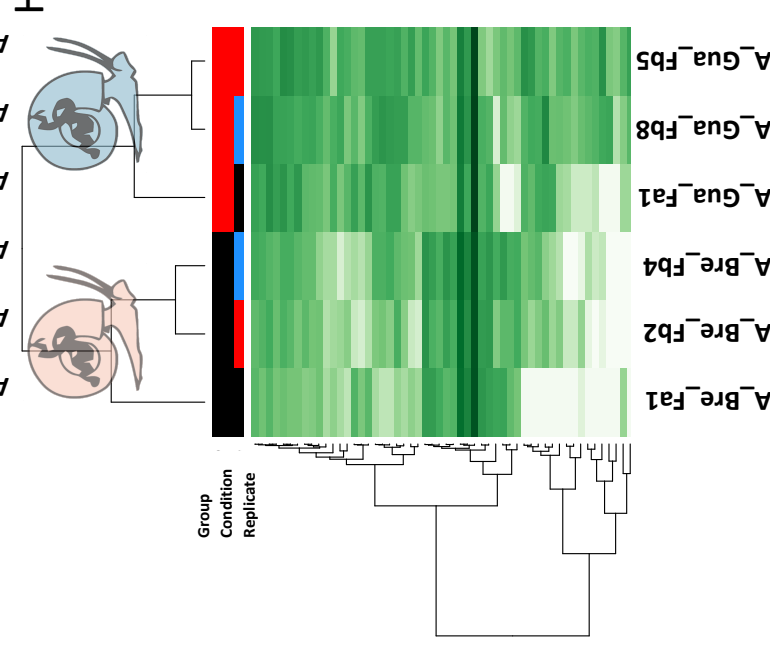 A_Gua_Fb5
A_Gua_Fb8
A_Gua_Fa1
A_Bre_Fb4
A_Bre_Fb2
A_Bre_Fa1
Group
Condition
Replicate